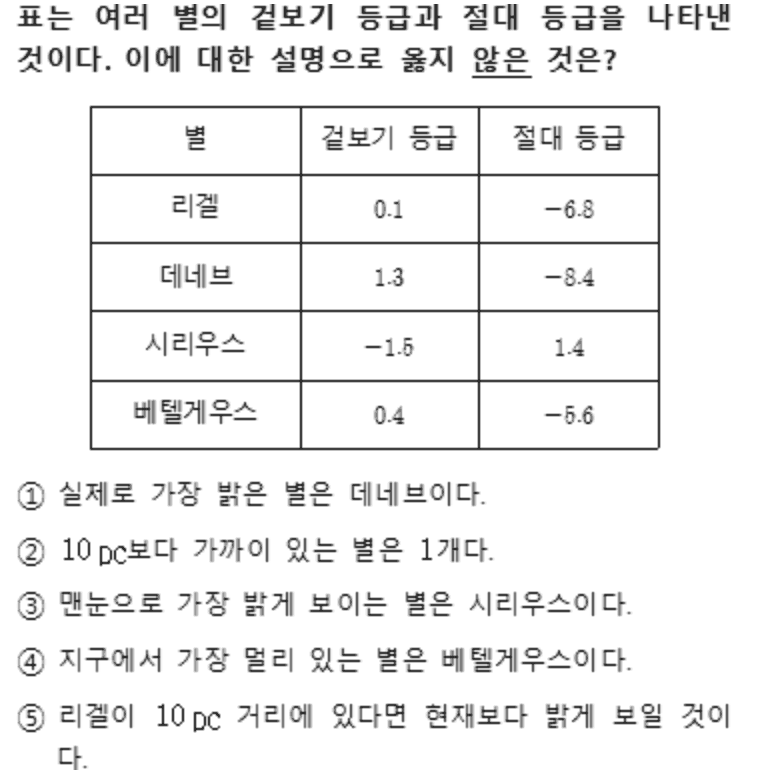 표는 여러 별의 겉보기 등급과 절대 등급을 나타낸
것이다. 이에 대한 설명으로 옳지 않은 것은?
별 겉보기 등급 절대 등급
리겔 0.1 -6.8
데네브 1.3 -8.4
시리우스 -1.5 1.4
베텔게우스 0.4 -5.6
① 실제로 가장 밝은 별은 데네브이다.
② 10pc보다 가까이 있는 별은 1개다.
③ 맨눈으로 가장 밝게 보이는 별은 시리우스이다.
④ 지구에서 가장 멀리 있는 별은 베텔게우스이다.
⑤ 리겔이 10pc 거리에 있다면 현재보다 밝게 보일 것이
다.